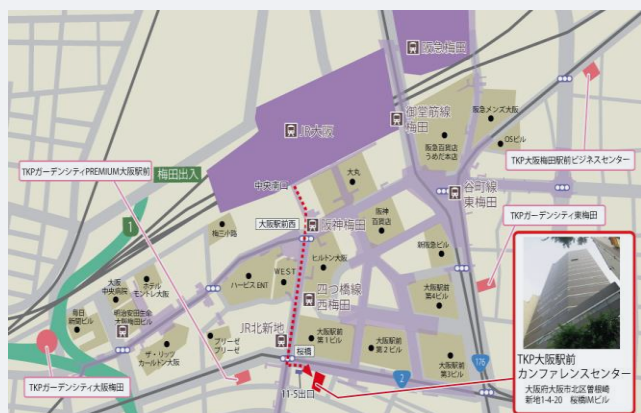 阪急梅田
御堂筋線
梅田
阪急メンズ大阪
阪急百貨店
うめだ本店
OSビル
TKP大阪梅田駅前ビジネスセンター
JR大阪
TKPガーデンシティPREMIUM大阪駅前
梅田出入
中央南口
大丸
谷町線
東梅田
TKPガーデンシティ東梅田
1
大阪駅前西
阪神梅田
阪神
百貨店
梅三小路
新阪急ビル
ヒルトン大阪
大阪
中央病院
ホテル
モントレ大阪
ハービスENT
WEST
四つ橋線
西梅田
大阪駅前
第4ビル
毎日
新聞ビル
明治安田生命
大阪梅田ビル
ザ・リッツ
カールトン大阪
ブリーゼ
ブリーゼ
JR北新地
大阪駅前
第1ビル
大阪駅前
第2ビル
大阪駅前
第3ビル
176
桜橋
2
11-5出口
TKPガーデンシティ大阪梅田
TKP大阪駅前
カンファレンスセンター
大阪府大阪市北区曽根崎
新地1-4-20 桜橋IMビル